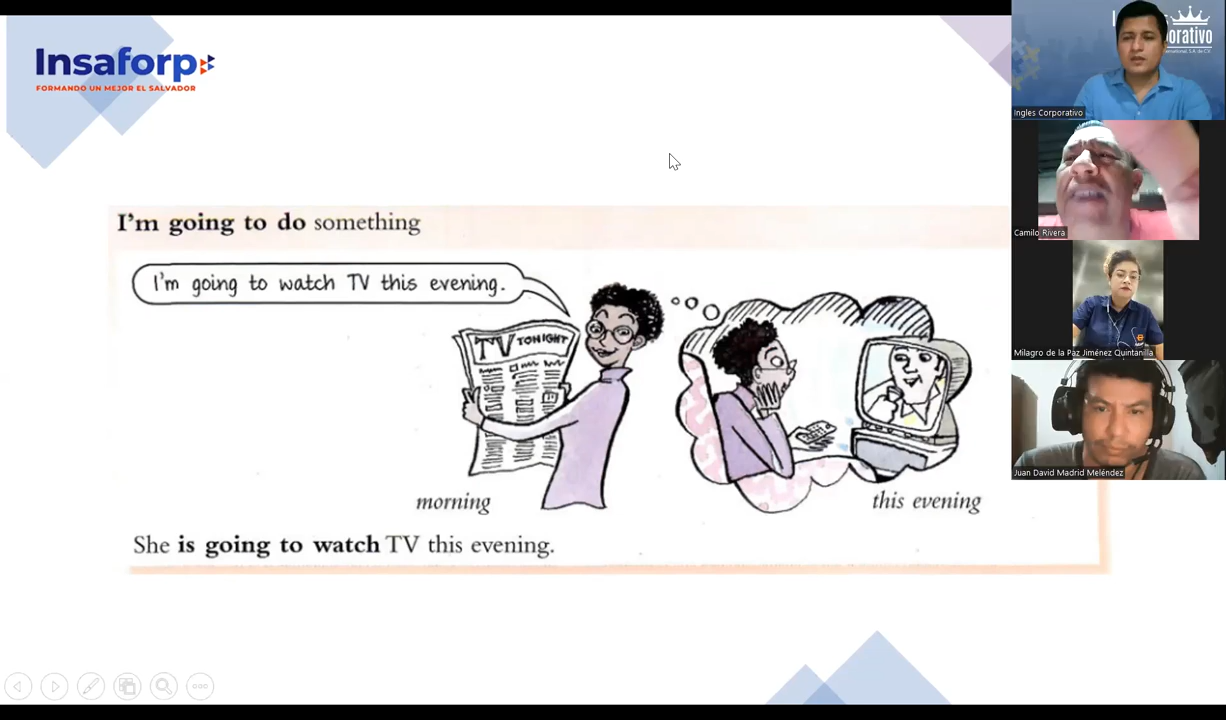 Insaforp
FORMANDO UN MEJOR EL SALVADOR
I'm going to do something
I'm going to watch TV this evening.
TV TONIGHT
morning
this evening
She is going to watch TV this evening.
Ingles Corporativo
Camilo Rivera
Milagro de la Paz Jiménez Quintanilla
Juan David Madrid Meléndez